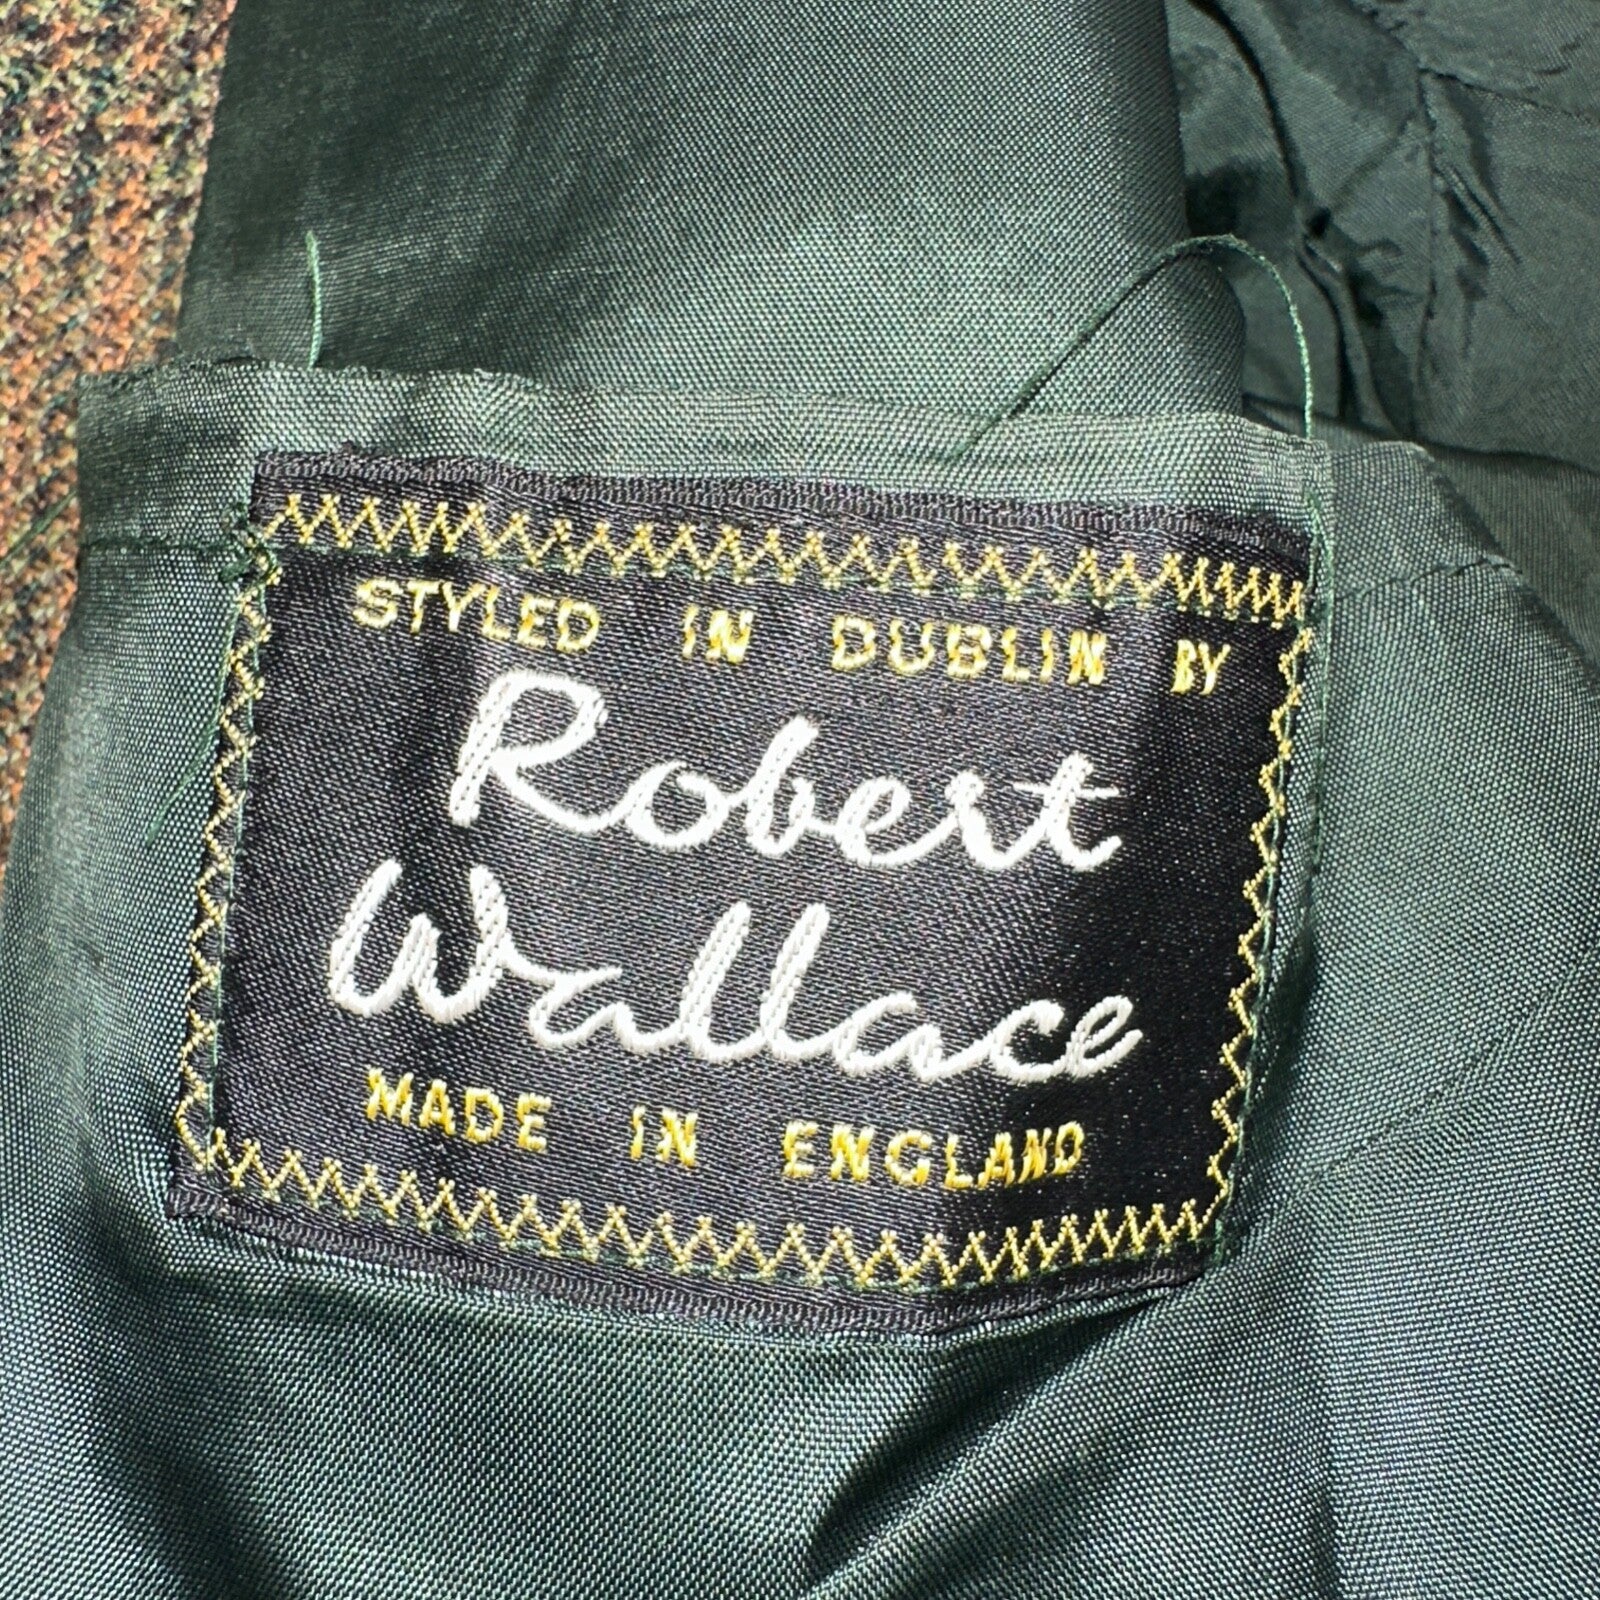 STYLED IN DUBLIN BY
Robert
Wallace
MADE IN ENGLAND